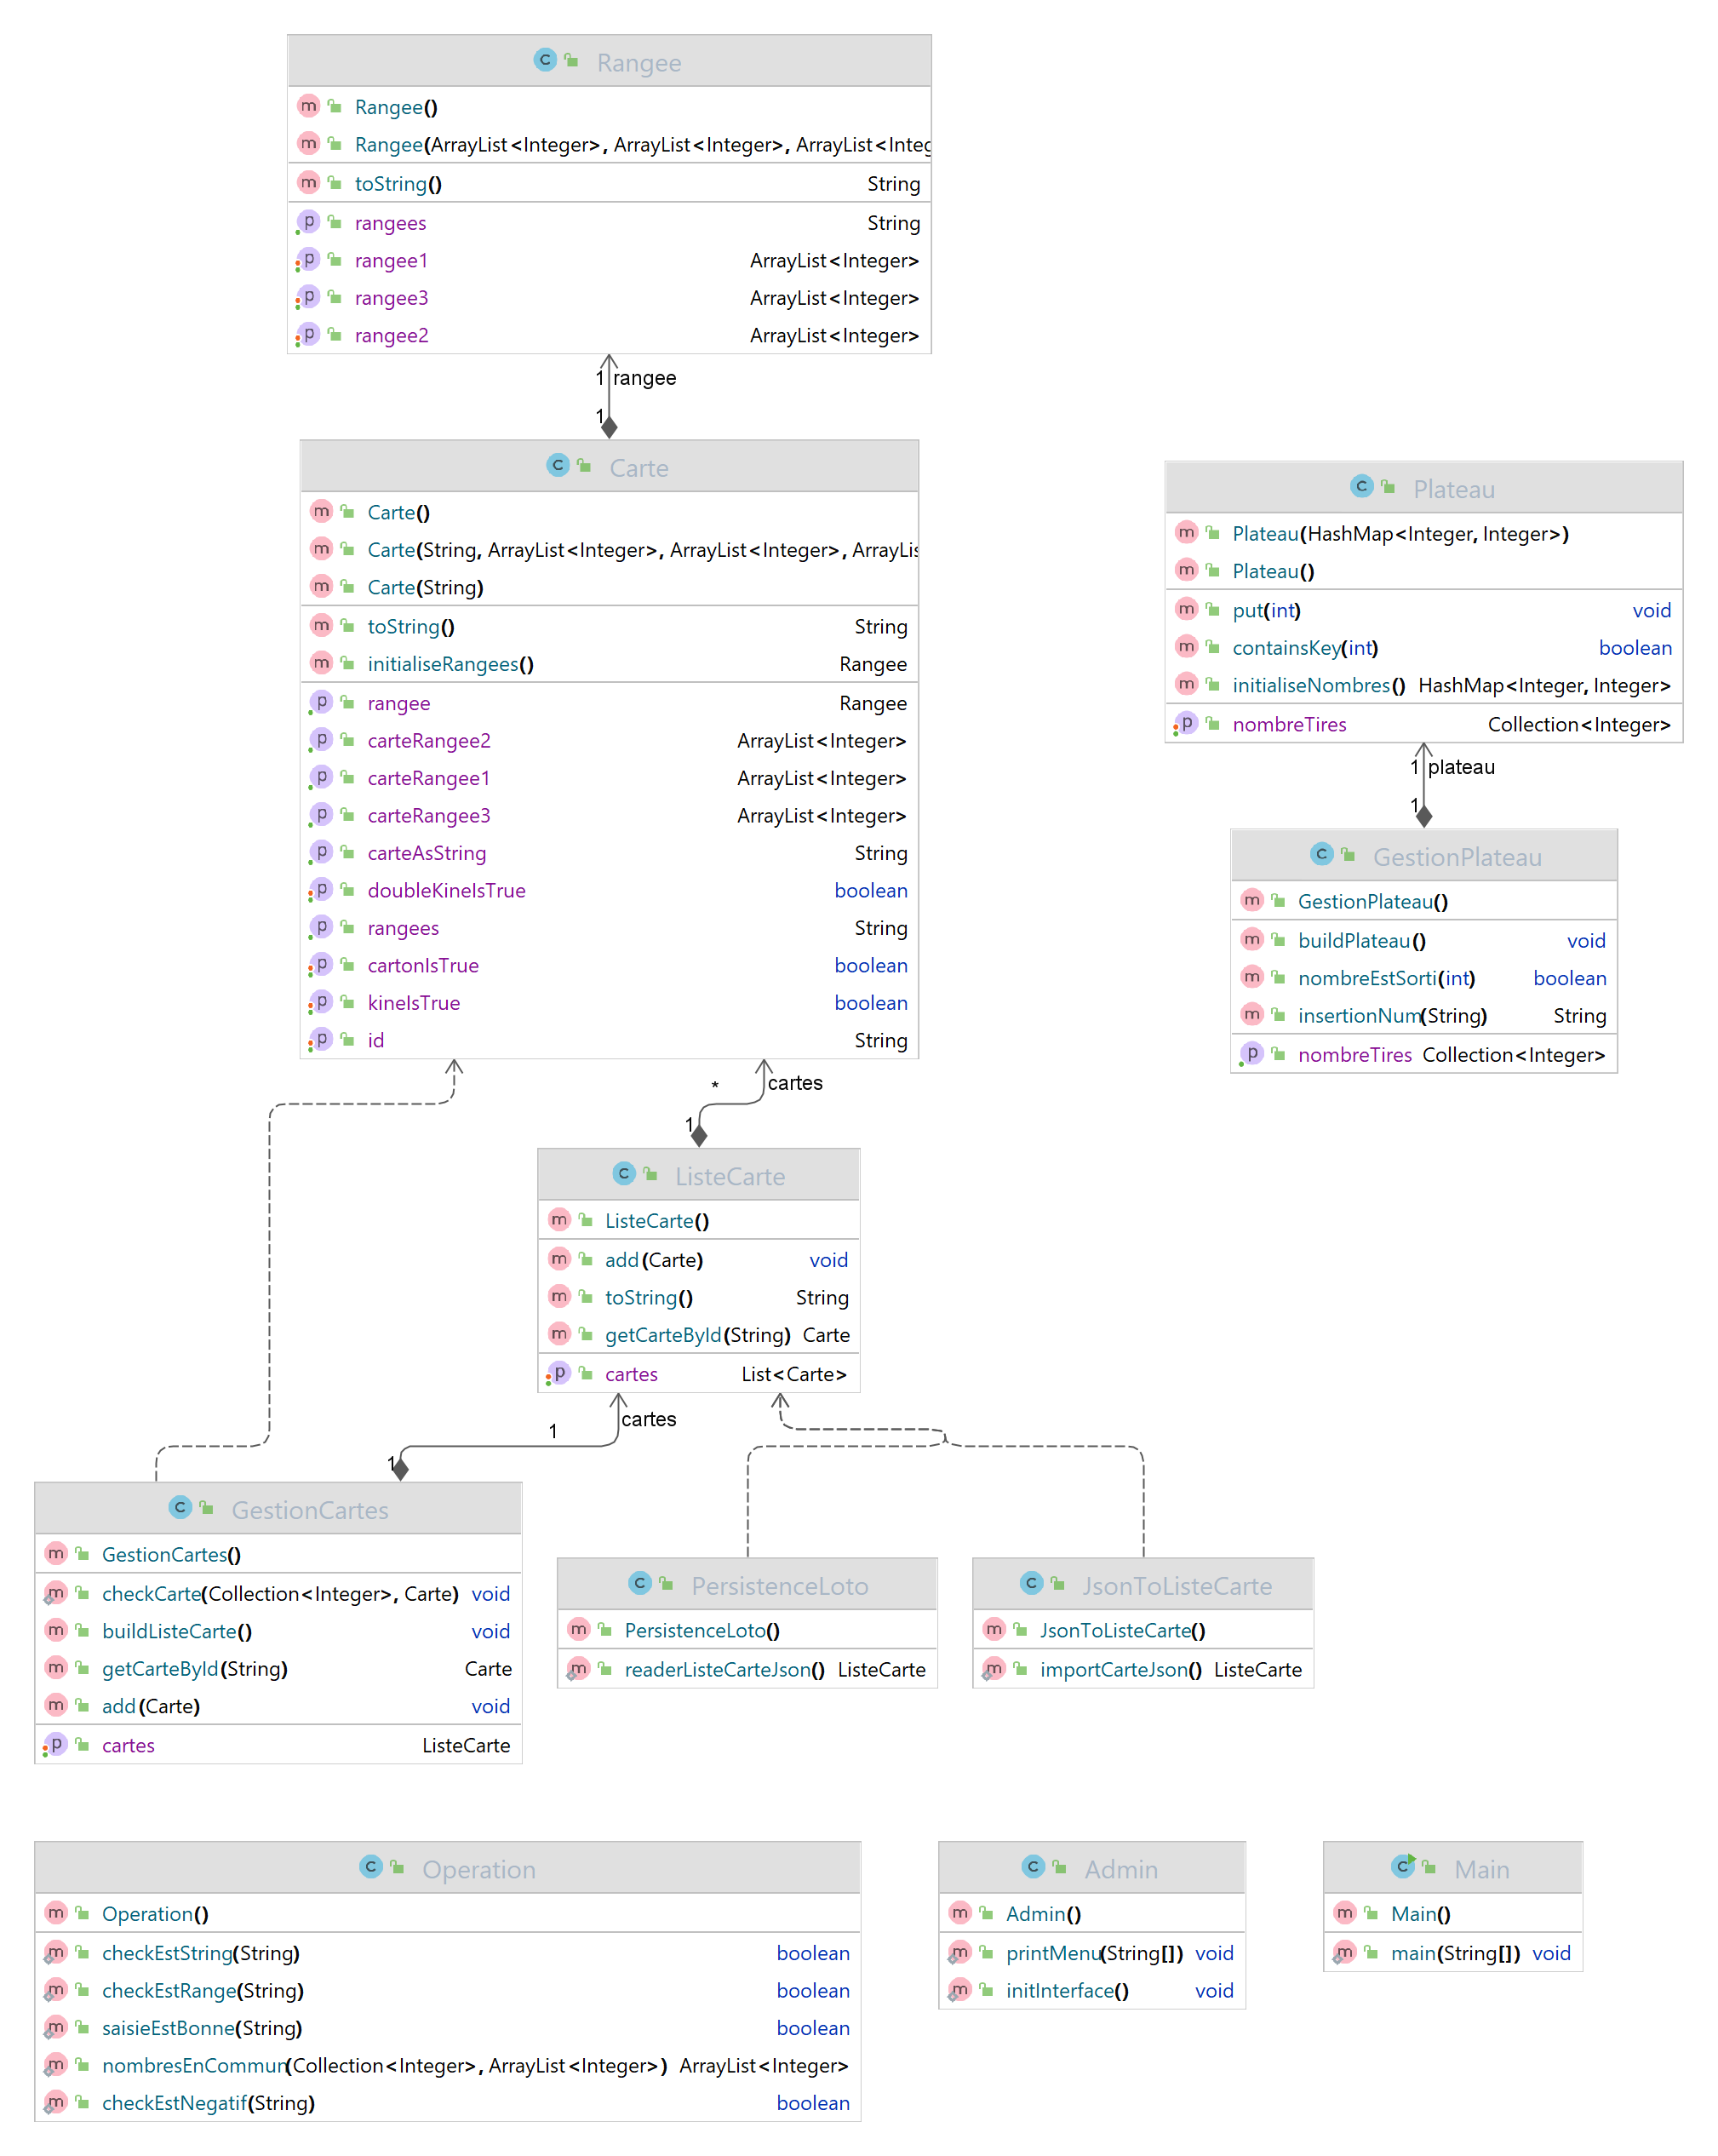 Rangee
Rangee()
Rangee(ArrayList<Integer>, ArrayList<Integer>, ArrayList<Integ
toString() String
rangees String
rangee1 ArrayList<Integer>
rangee3 ArrayList<Integer>
rangee2 ArrayList<Integer>
1 rangee
1
Carte
Carte()
Carte(String, ArrayList<Integer>, ArrayList<Integer>, ArrayLis
Carte(String)
toString() String
initialiseRangees() Rangee
rangee Rangee
carteRangee2 ArrayList<Integer>
carteRangee1 ArrayList<Integer>
carteRangee3 ArrayList<Integer>
carteAsString String
doubleKineIsTrue boolean
rangees String
cartonIsTrue boolean
kineIsTrue boolean
id String
Plateau
Plateau(HashMap<Integer, Integer>)
Plateau()
put(int) void
containsKey(int) boolean
initialiseNombres() HashMap<Integer, Integer>
nombreTires Collection<Integer>
1 plateau
1
GestionPlateau
GestionPlateau()
buildPlateau() void
nombreEstSorti(int) boolean
insertionNum(String) String
nombreTires Collection<Integer>
* cartes
1
ListeCarte
ListeCarte()
add(Carte) void
toString() String
getCarteById(String) Carte
cartes List<Carte>
1 cartes
1
GestionCartes
GestionCartes()
checkCarte(Collection<Integer>, Carte) void
buildListeCarte() void
getCarteById(String) Carte
add(Carte) void
cartes ListeCarte
PersistenceLoto
PersistenceLoto()
readerListeCarteJson() ListeCarte
JsonToListeCarte
JsonToListeCarte()
importCarteJson() ListeCarte
Operation
Operation()
checkEstString(String) boolean
checkEstRange(String) boolean
saisieEstBonne(String) boolean
nombresEnCommun(Collection<Integer>, ArrayList<Integer>) ArrayList<Integer>
checkEstNegatif(String) boolean
Admin
Admin()
printMenu(String[]) void
initInterface() void
Main
Main()
main(String[]) void